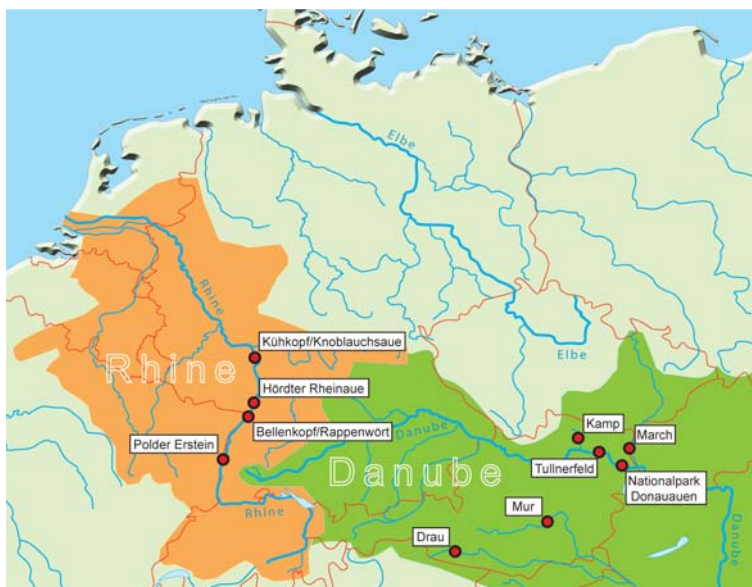 Elbe
Rhine
Kühkopf/Knoblauchsaue
Elbe
Rhine
Hördter Rheinaue
Bellenkopf/Rappenwört
Danube
Kamp
March
Polder Erstein
Tullnerfeld
Danube
Nationalpark
Donauauen
Rhine
Mur
Drau
Danube